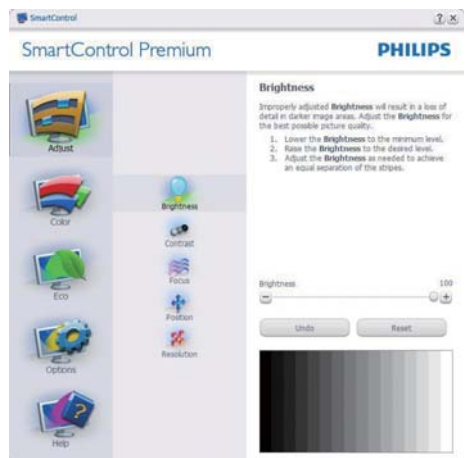 SmartControl
SmartControl Premium
PHILIPS
Adjust
Color
Eco
Options
Help
Brightness
Contrast
Focus
Position
Resolution
Brightness
Improperly adjusted Brightness will result in a loss of
detail in darker image areas. Adjust the Brightness for
the best possible picture quality.
1. Lower the Brightness to the minimum level.
2. Raise the Brightness to the desired level.
3. Adjust the Brightness as needed to achieve
an equal separation of the stripes.
Brightness 100
Undo Reset